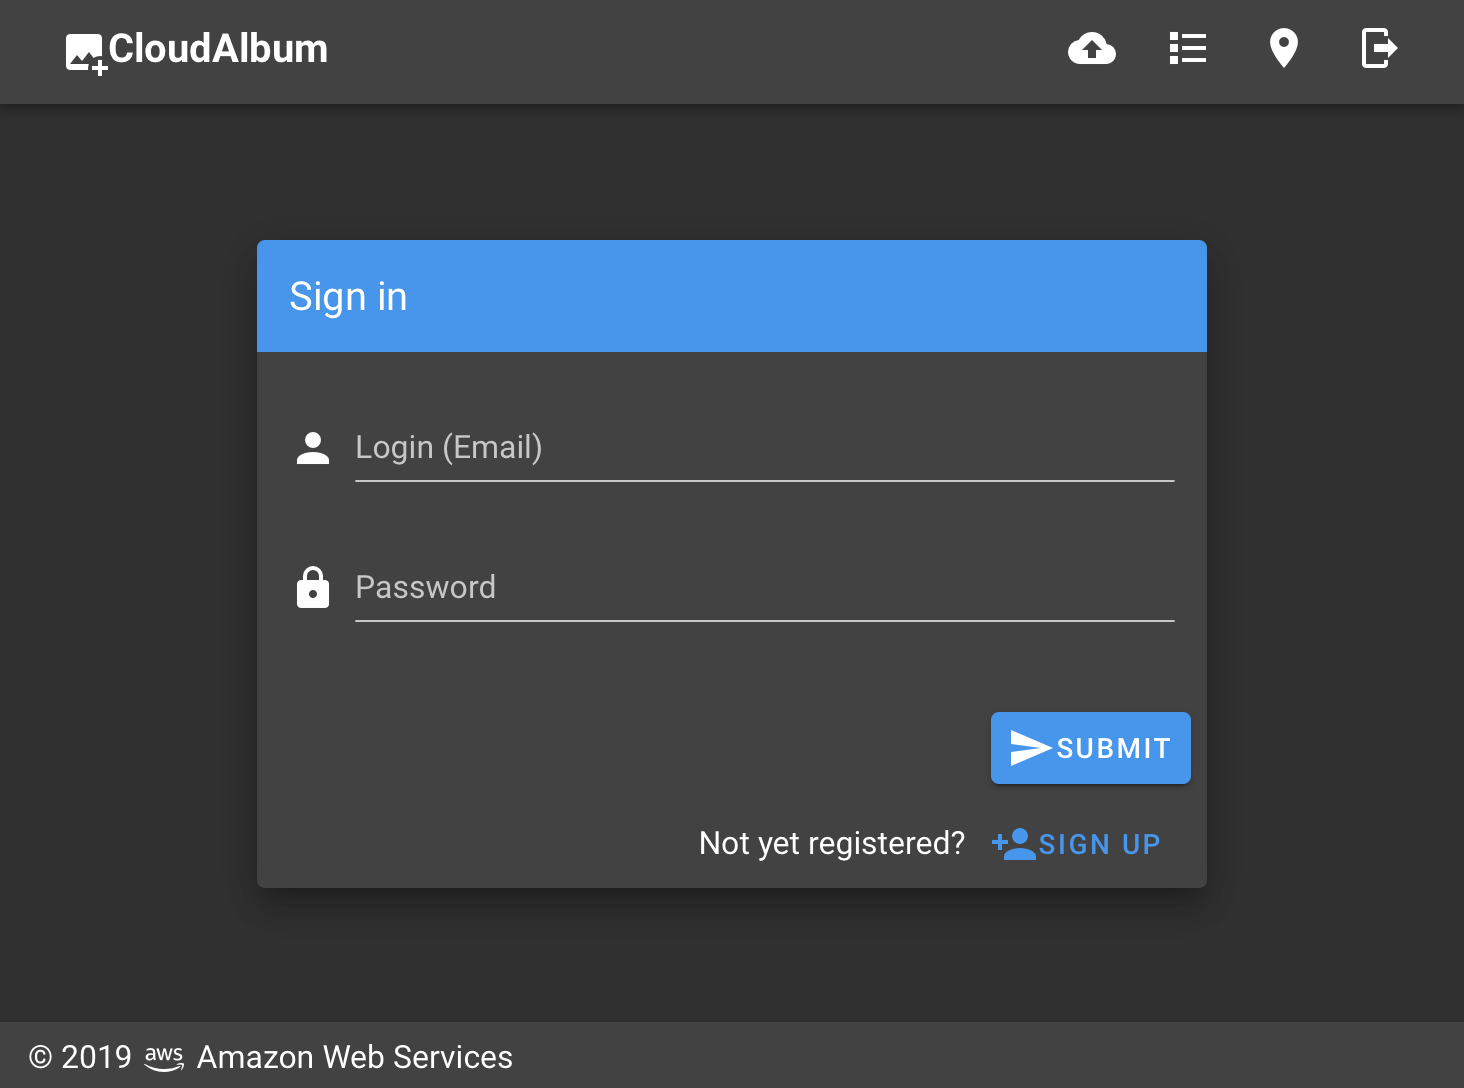 CloudAlbum
Sign in
Login (Email)
Password
SUBMIT
Not yet registered? SIGN UP
© 2019 aws Amazon Web Services